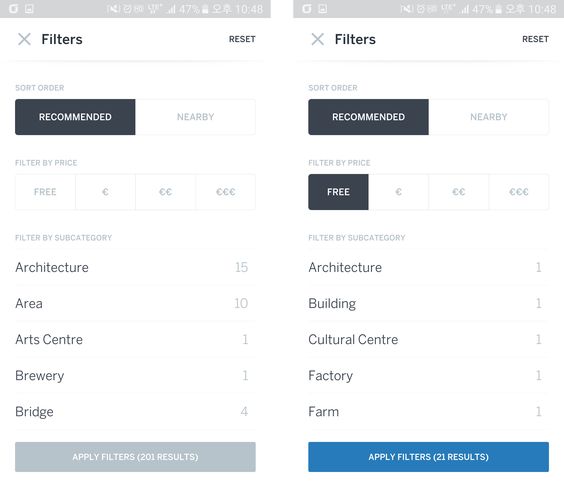 47% 오후 10:48
Filters
RESET
SORT ORDER
RECOMMENDED NEARBY
FILTER BY PRICE
FREE € €€ €€€
FILTER BY SUBCATEGORY
Architecture 15
Area 10
Arts Centre 1
Brewery 1
Bridge 4
APPLY FILTERS (201 RESULTS)
47% 오후 10:48
Filters
RESET
SORT ORDER
RECOMMENDED NEARBY
FILTER BY PRICE
FREE € €€ €€€
FILTER BY SUBCATEGORY
Architecture 1
Building 1
Cultural Centre 1
Factory 1
Farm 1
APPLY FILTERS (21 RESULTS)